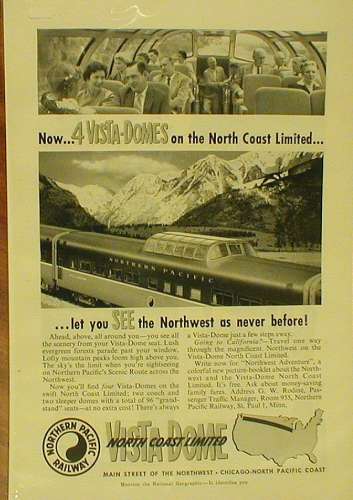 Now...4 VISTA-DOMES on the North Coast Limited...
NORTHERN PACIFIC
...let you SEE the Northwest as never before!
Ahead, above, all around you—you see all
the scenery from your Vista-Dome seat. Lush
evergreen forests parade past your window.
Lofty mountain peaks loom high above you.
The sky's the limit when you're sightseeing
on Northern Pacific's Scenic Route across the
Northwest.
Now you'll find four Vista-Domes on the
swift North Coast Limited; two coach and
two sleeper domes with a total of 96 "grand-
stand" seats—at no extra cost! There's always
a Vista-Dome just a few steps away.
Going to California?—Travel one way
through the magnificent Northwest on the
Vista-Dome North Coast Limited.
Write now for "Northwest Adventure", a
colorful new picture-booklet about the North-
west and the Vista-Dome North Coast
Limited. It's free. Ask about money-saving
family fares. Address G. W. Rodine, Pas-
senger Traffic Manager, Room 935, Northern
Pacific Railway, St. Paul 1, Minn.
NORTHERN PACIFIC
RAILWAY
VISTA-DOME
NORTH COAST LIMITED
MAIN STREET OF THE NORTHWEST • CHICAGO-NORTH PACIFIC COAST
Mention the National Geographic—It identifies you